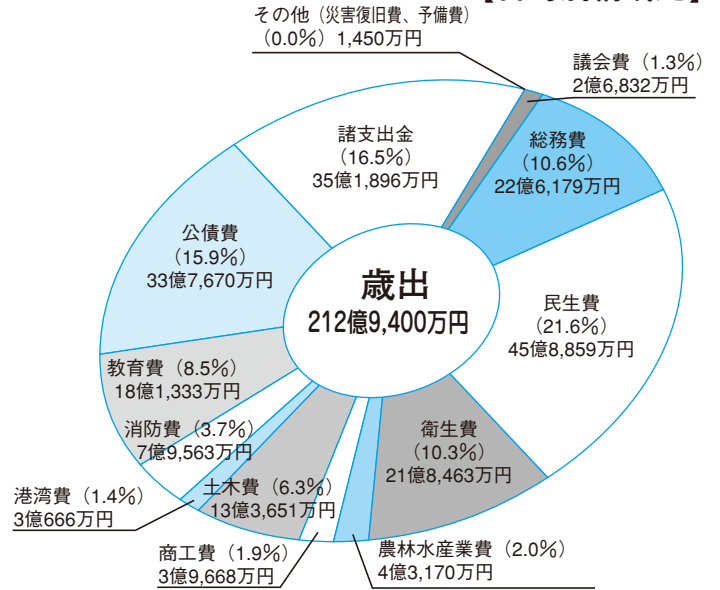 その他（災害復旧費、予備費）
（0.0％）1,450万円
議会費（1.3％）
2億6,832万円
総務費
（10.6％）
22億6,179万円
諸支出金
（16.5％）
35億1,896万円
公債費
（15.9％）
33億7,670万円
歳出
212億9,400万円
民生費
（21.6％）
45億8,859万円
教育費（8.5％）
18億1,333万円
消防費（3.7％）
7億9,563万円
衛生費
（10.3％）
21億8,463万円
港湾費（1.4％）
3億666万円
土木費（6.3％）
13億3,651万円
商工費（1.9％）
3億9,668万円
農林水産業費（2.0％）
4億3,170万円